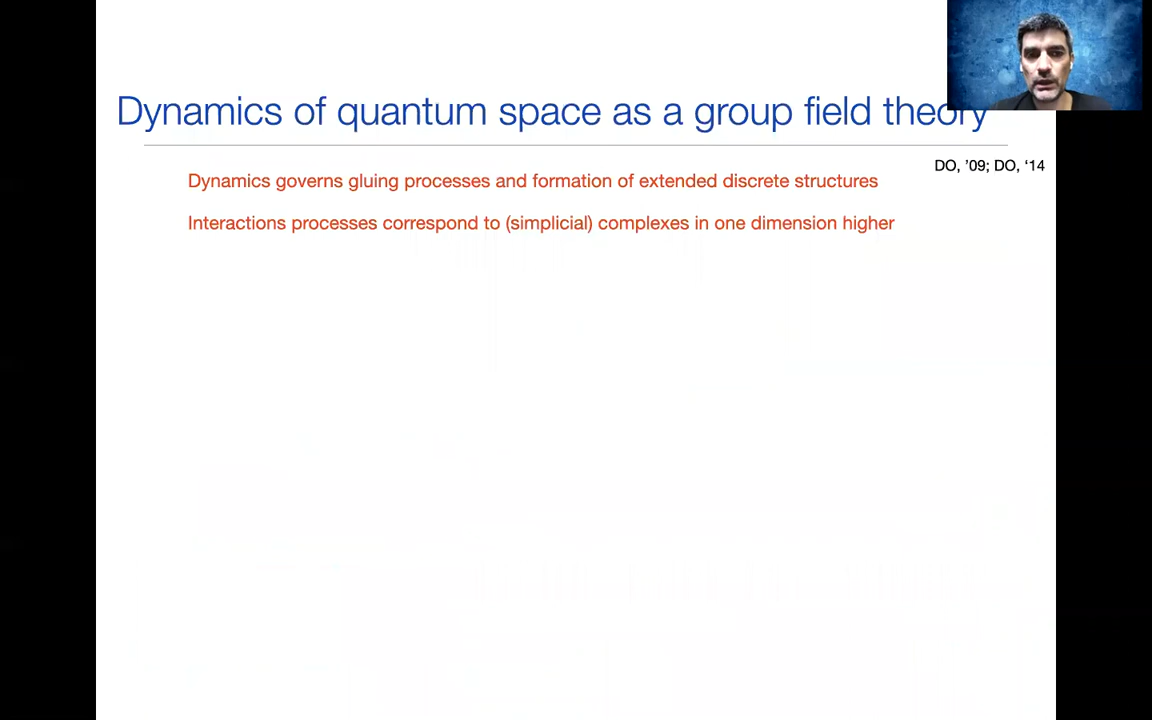 Dynamics of quantum space as a group field theory
DO, ’09; DO, ‘14
Dynamics governs gluing processes and formation of extended discrete structures
Interactions processes correspond to (simplicial) complexes in one dimension higher